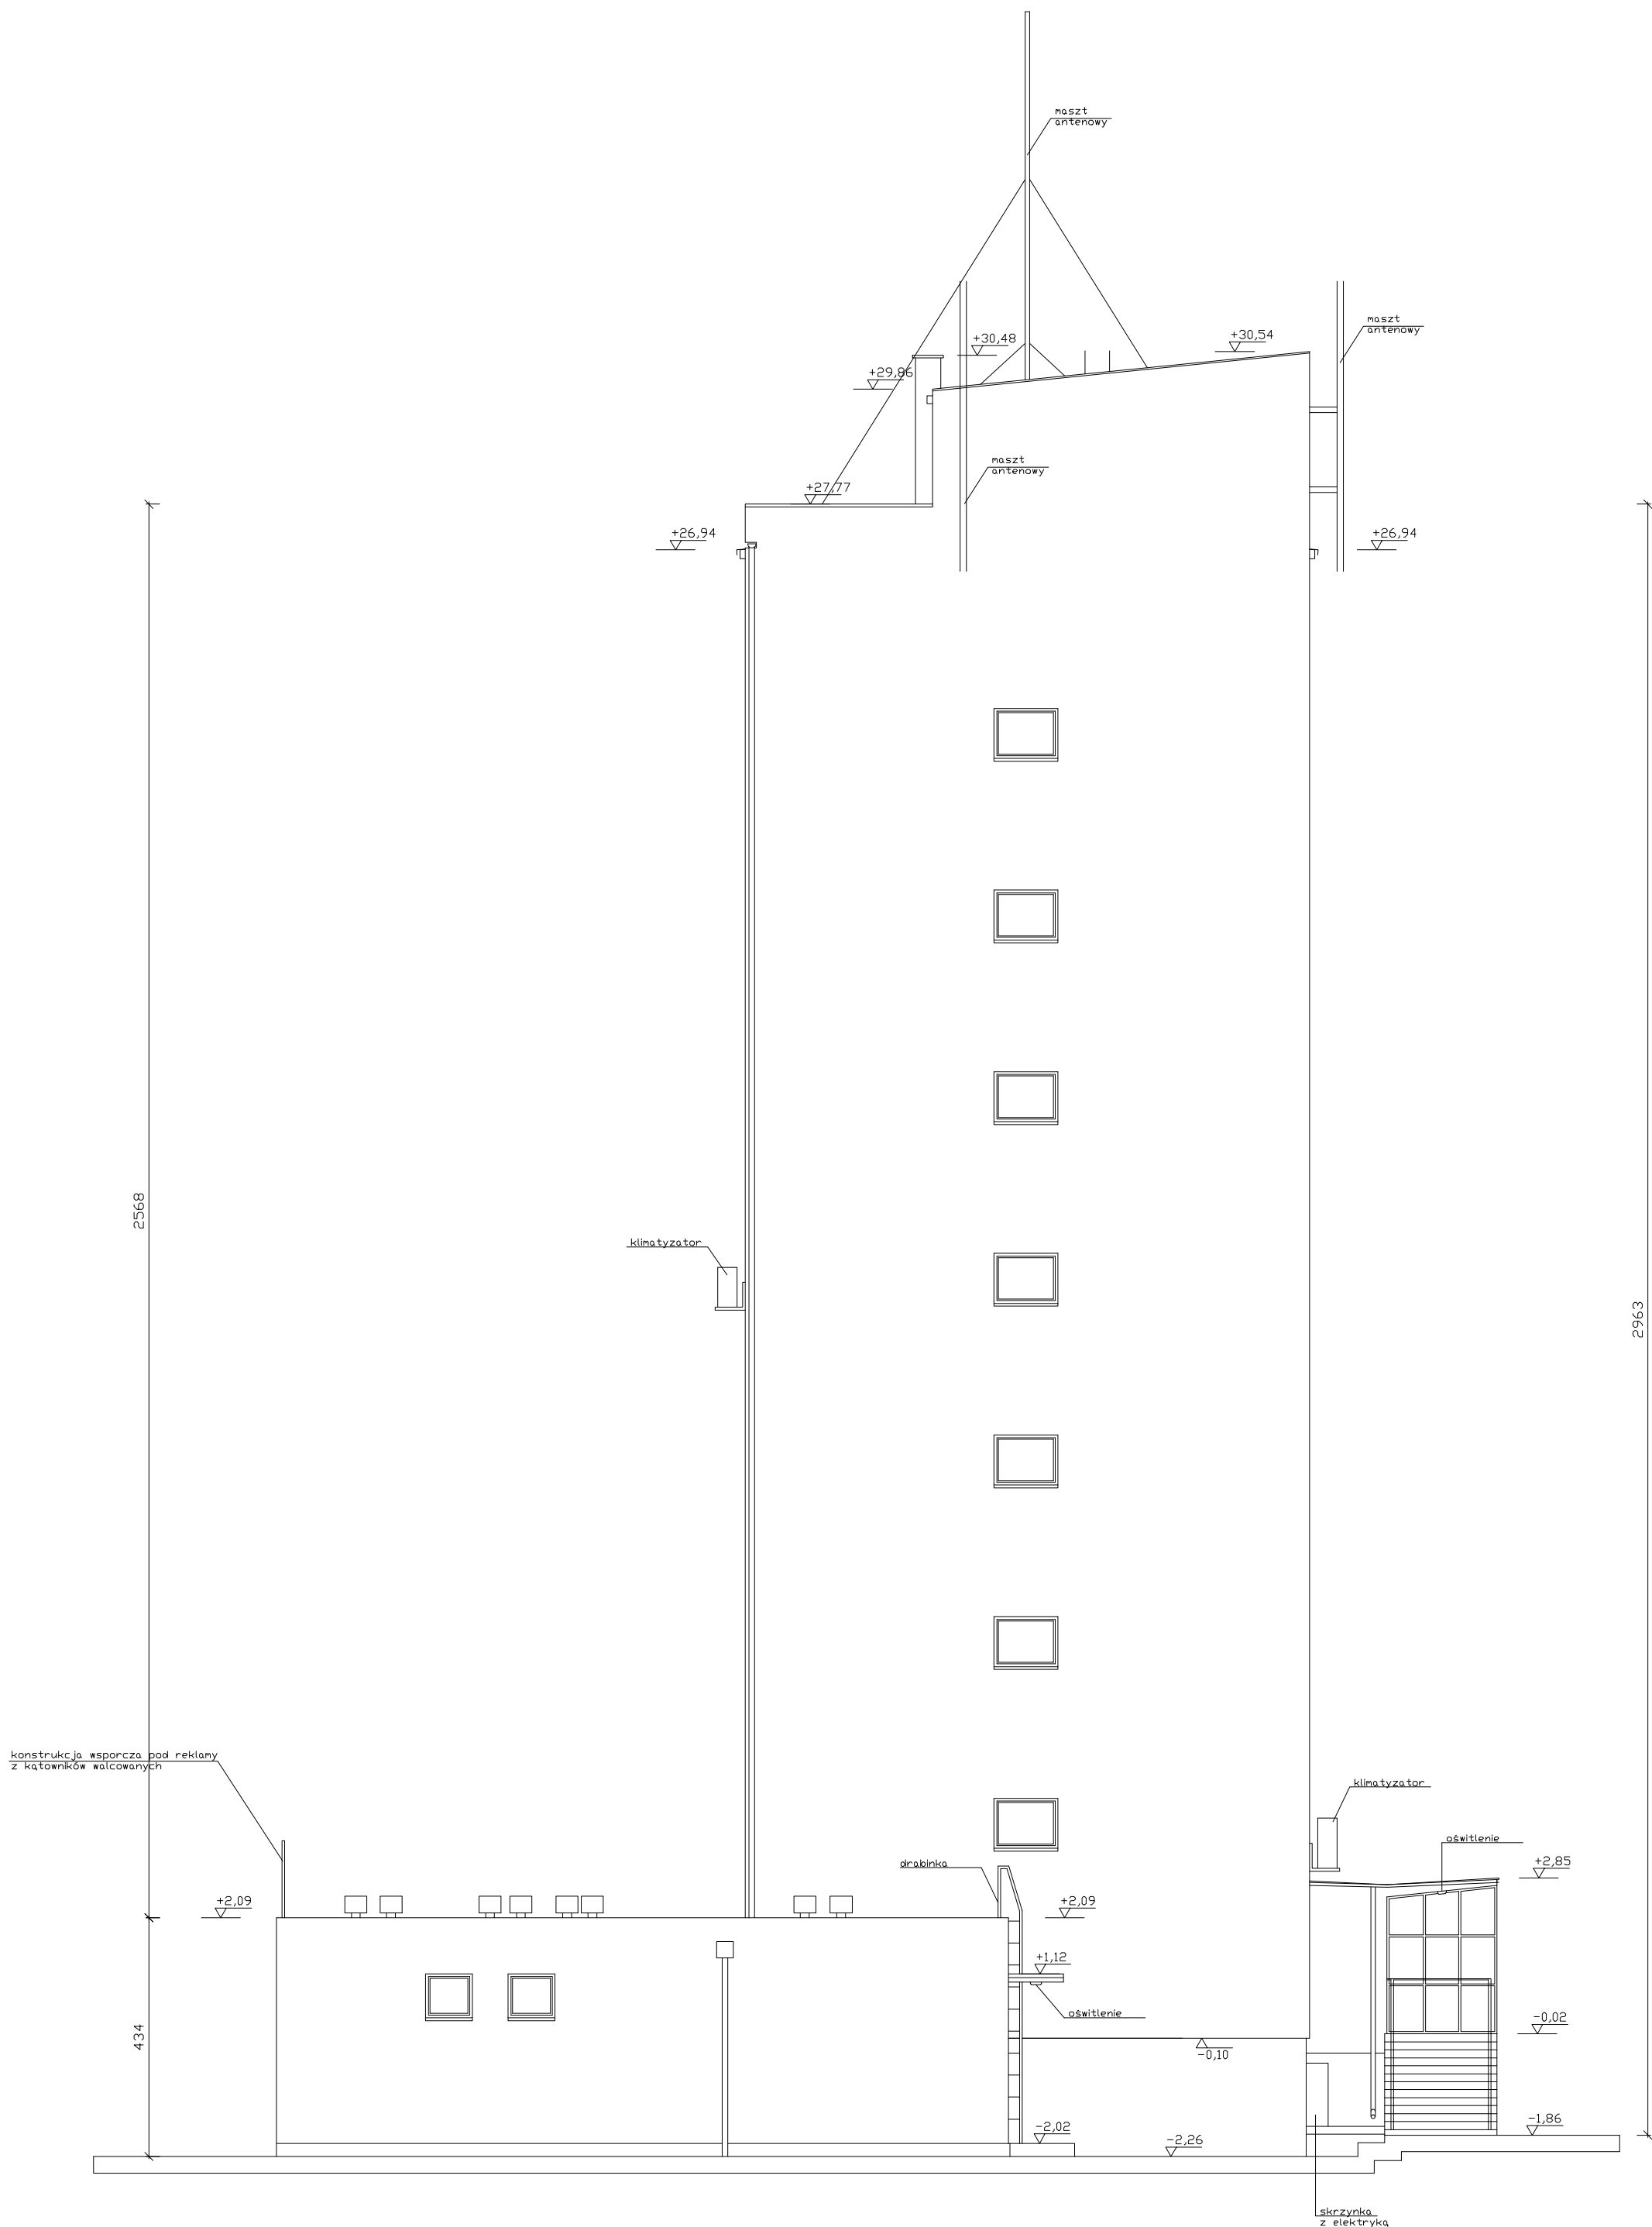 maszt
antenowy
maszt
antenowy
+30,48
+30,54
+29,86
maszt
antenowy
+27,77
+26,94
+26,94
2568
klimatyzator
2963
konstrukcja wsporcza pod reklamy
z kątowników walcowanych
klimatyzator
oświtlenie
drabinka
+2,85
+2,09
+2,09
+1,12
oświtlenie
-0,02
434
-0,10
-2,02
-1,86
-2,26
skrzynka
z elektryką